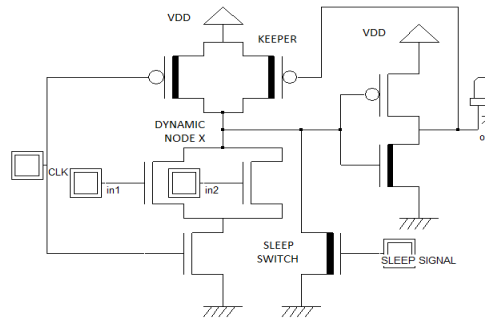 VDD
KEEPER
VDD
DYNAMIC
NODE X
CLK
in1
in2
SLEEP
SWITCH
SLEEP SIGNAL
o